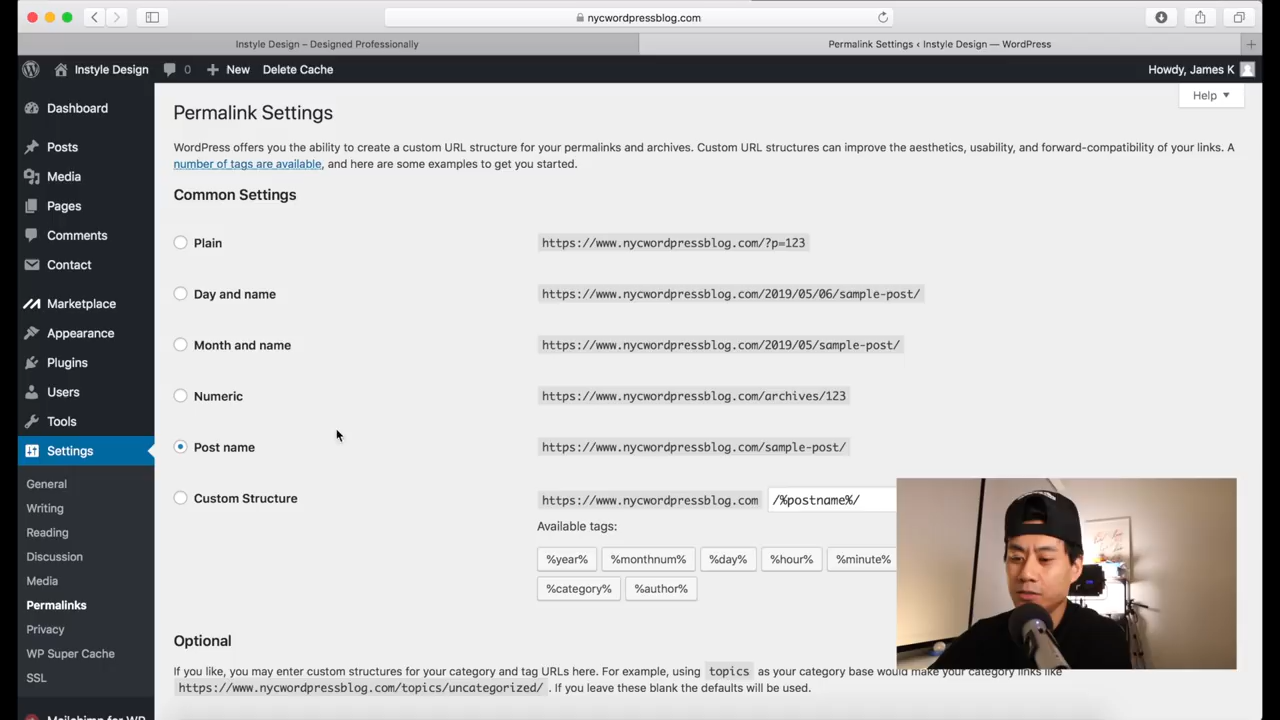 nycwordpressblog.com
Instyle Design – Designed Professionally
Permalink Settings ‹ Instyle Design — WordPress
Instyle Design
0
New
Delete Cache
Howdy, James K
Help
Dashboard
Posts
Media
Pages
Comments
Contact
Marketplace
Appearance
Plugins
Users
Tools
Settings
General
Writing
Reading
Discussion
Media
Permalinks
Privacy
WP Super Cache
SSL
Mailchimp for WP
Permalink Settings
WordPress offers you the ability to create a custom URL structure for your permalinks and archives. Custom URL structures can improve the aesthetics, usability, and forward-compatibility of your links. A
number of tags are available, and here are some examples to get you started.
Common Settings
Plain https://www.nycwordpressblog.com/?p=123
Day and name https://www.nycwordpressblog.com/2019/05/06/sample-post/
Month and name https://www.nycwordpressblog.com/2019/05/sample-post/
Numeric https://www.nycwordpressblog.com/archives/123
Post name https://www.nycwordpressblog.com/sample-post/
Custom Structure https://www.nycwordpressblog.com /%postname%/
Available tags:
%year% %monthnum% %day% %hour% %minute%
%category% %author%
Optional
If you like, you may enter custom structures for your category and tag URLs here. For example, using topics as your category base would make your category links like
https://www.nycwordpressblog.com/topics/uncategorized/ . If you leave these blank the defaults will be used.